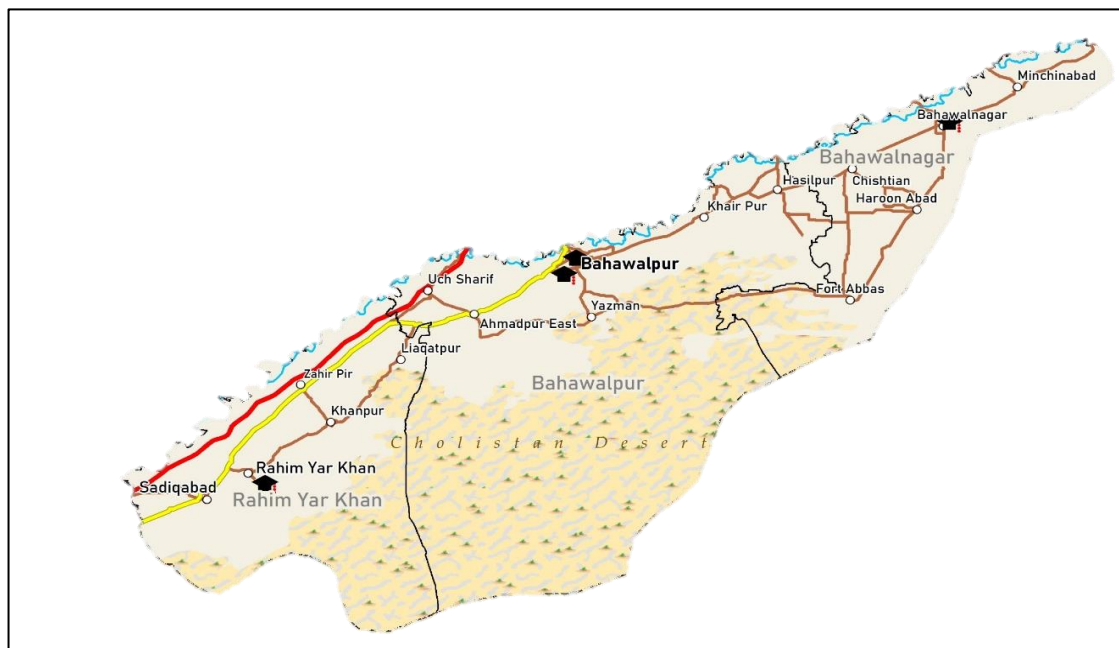 Minchinabad
Bahawalnagar
Bahawalnagar
Hasilpur
Chishtian
Haroon Abad
Khair Pur
Bahawalpur
Uch Sharif
Fort Abbas
Yazman
Ahmadpur East
Liaqatpur
Zahir Pir
Bahawalpur
Khanpur
Cholistan Desert
Rahim Yar Khan
Sadiqabad
Rahim Yar Khan